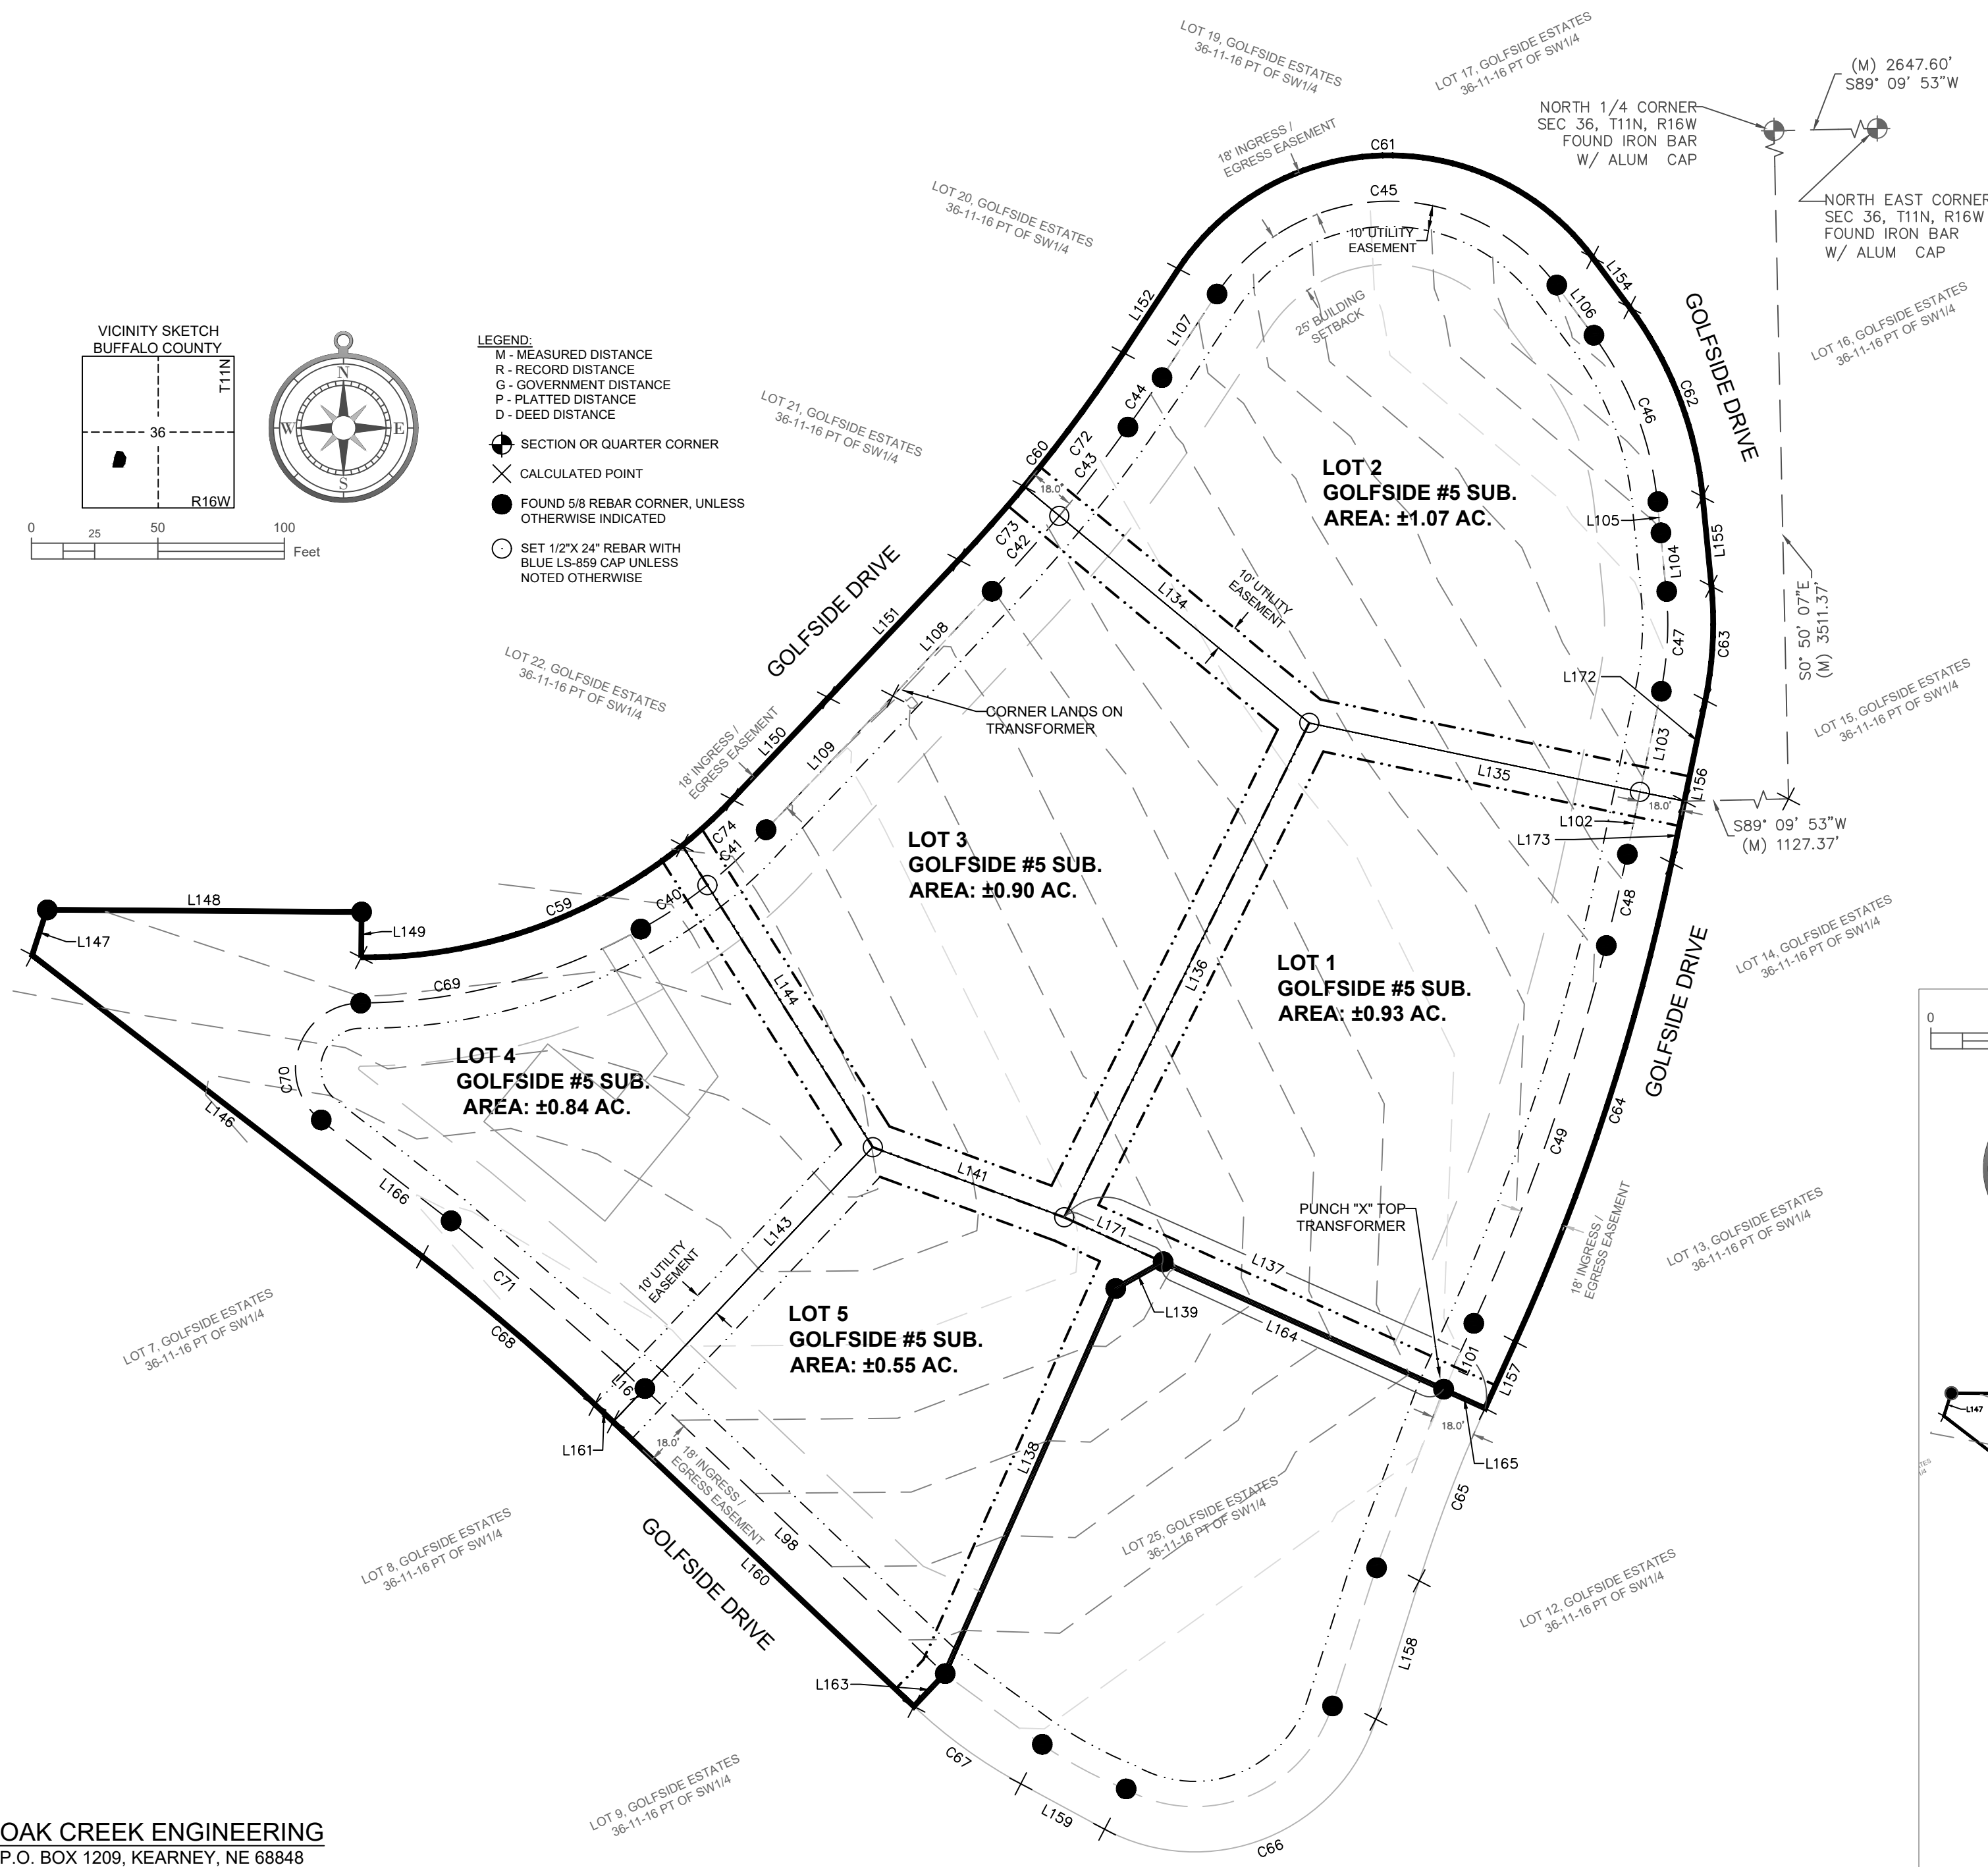 LOT 19, GOLFSIDE ESTATES
36-11-16 PT OF SW1/4
LOT 17, GOLFSIDE ESTATES
36-11-16 PT OF SW1/4
(M) 2647.60'
S89° 09' 53"W
NORTH 1/4 CORNER
SEC 36, T11N, R16W
FOUND IRON BAR
W/ ALUM CAP
NORTH EAST CORNER
SEC 36, T11N, R16W
FOUND IRON BAR
W/ ALUM CAP
18' INGRESS /
EGRESS EASEMENT
C61
C45
10' UTILITY
EASEMENT
LOT 20, GOLFSIDE ESTATES
36-11-16 PT OF SW1/4
L154
L106
L152
L107
25' BUILDING
SETBACK
GOLFSIDE DRIVE
LOT 16, GOLFSIDE ESTATES
36-11-16 PT OF SW1/4
VICINITY SKETCH
BUFFALO COUNTY
T11N
36
R16W
N
W
E
S
0
25
50
100
Feet
LEGEND:
M - MEASURED DISTANCE
R - RECORD DISTANCE
G - GOVERNMENT DISTANCE
P - PLATTED DISTANCE
D - DEED DISTANCE
SECTION OR QUARTER CORNER
CALCULATED POINT
FOUND 5/8 REBAR CORNER, UNLESS
OTHERWISE INDICATED
SET 1/2"X 24" REBAR WITH
BLUE LS-859 CAP UNLESS
NOTED OTHERWISE
LOT 21, GOLFSIDE ESTATES
36-11-16 PT OF SW1/4
C44
C60
C72
C43
18.0'
C62
C46
LOT 2
GOLFSIDE #5 SUB.
AREA: ±1.07 AC.
L105
L104
L155
C73
C42
GOLFSIDE DRIVE
L151
L108
L134
10' UTILITY
EASEMENT
C47
C63
S0° 50' 07"E
(M) 3511.37'
LOT 22, GOLFSIDE ESTATES
36-11-16 PT OF SW1/4
L172
CORNER LANDS ON
TRANSFORMER
LOT 15, GOLFSIDE ESTATES
36-11-16 PT OF SW1/4
18' INGRESS /
EGRESS EASEMENT
L150
L109
L103
L135
L156
18.0'
L102
L173
S89° 09' 53"W
(M) 1127.37'
C74
C41
LOT 3
GOLFSIDE #5 SUB.
AREA: ±0.90 AC.
L148
L147
L149
C59
C40
C48
LOT 14, GOLFSIDE ESTATES
36-11-16 PT OF SW1/4
C69
L144
L136
LOT 1
GOLFSIDE #5 SUB.
AREA: ±0.93 AC.
GOLFSIDE DRIVE
0
LOT 4
GOLFSIDE #5 SUB.
AREA: ±0.84 AC.
C70
L146
C64
C49
L141
L166
L171
L143
PUNCH "X" TOP
TRANSFORMER
L137
18' INGRESS /
EGRESS EASEMENT
LOT 13, GOLFSIDE ESTATES
36-11-16 PT OF SW1/4
C71
10' UTILITY
EASEMENT
LOT 5
GOLFSIDE #5 SUB.
AREA: ±0.55 AC.
L139
L164
LOT 7, GOLFSIDE ESTATES
36-11-16 PT OF SW1/4
C68
L101
L157
L16
L161
18.0'
18' INGRESS /
EGRESS EASEMENT
18.0'
L165
L138
L147
C65
LOT 8, GOLFSIDE ESTATES
36-11-16 PT OF SW1/4
GOLFSIDE DRIVE
L98
L160
LOT 25, GOLFSIDE ESTATES
36-11-16 PT OF SW1/4
LOT 12, GOLFSIDE ESTATES
36-11-16 PT OF SW1/4
L158
L163
C67
L159
C66
LOT 9, GOLFSIDE ESTATES
36-11-16 PT OF SW1/4
OAK CREEK ENGINEERING
P.O. BOX 1209, KEARNEY, NE 68848